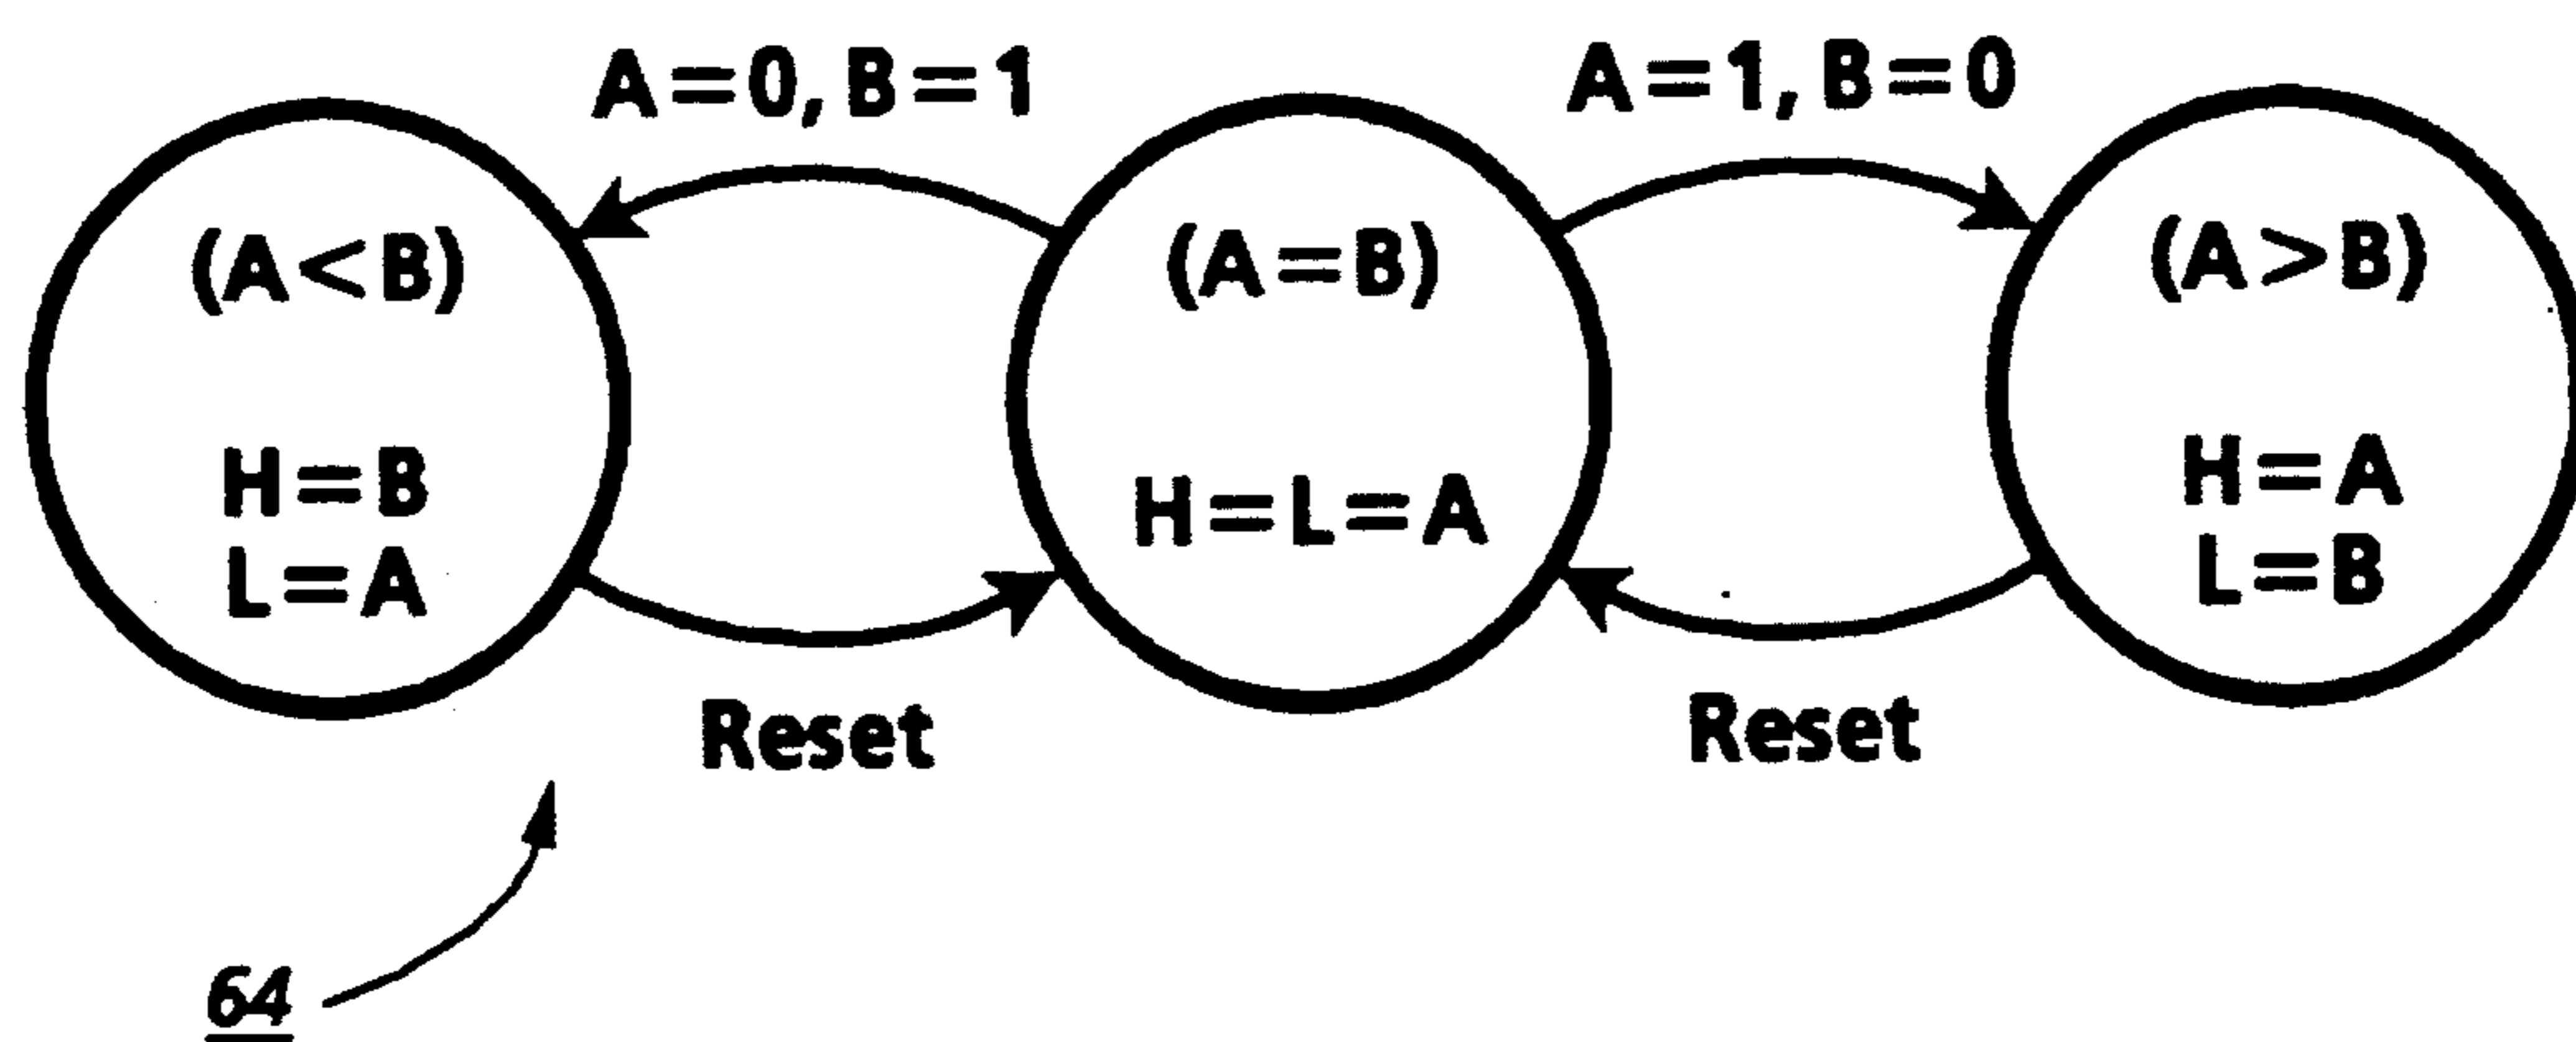 A=0, B=1
A=1, B=0
(A<B)
H=B
L=A
(A=B)
H=L=A
(A>B)
H=A
L=B
Reset
Reset
64